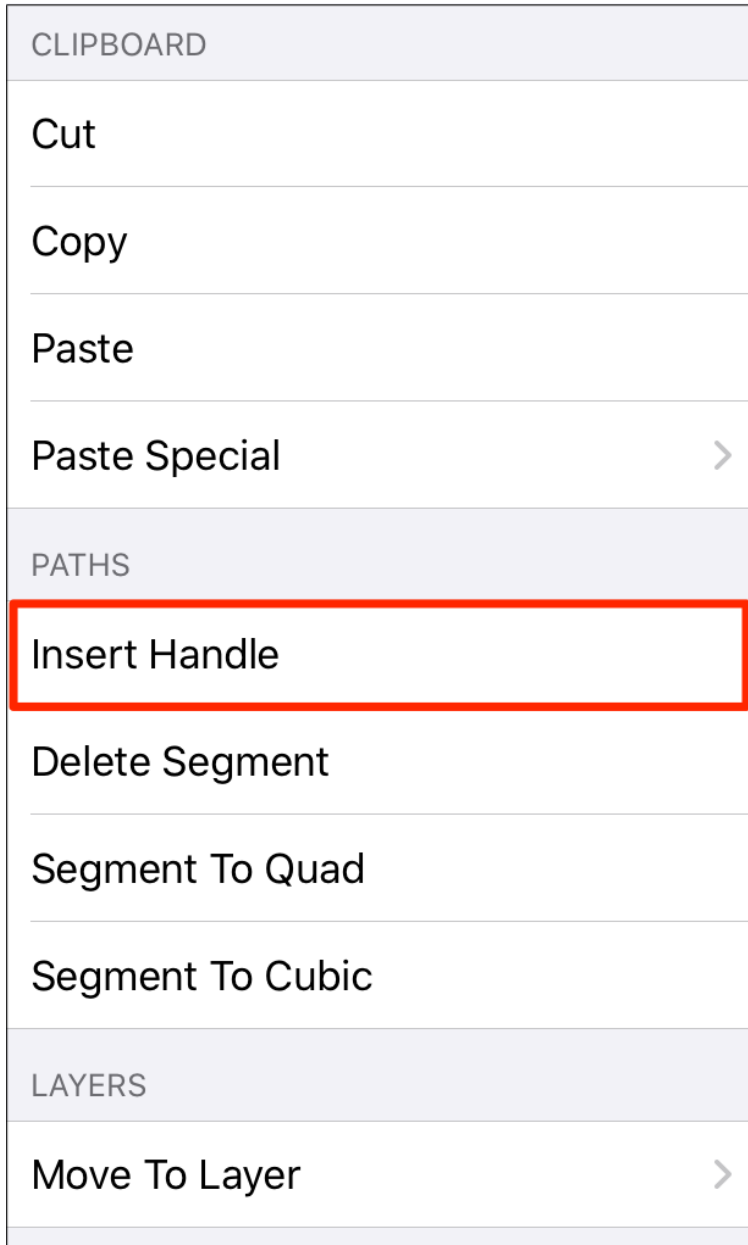 CLIPBOARD
Cut
Copy
Paste
Paste Special
PATHS
Insert Handle
Delete Segment
Segment To Quad
Segment To Cubic
LAYERS
Move To Layer